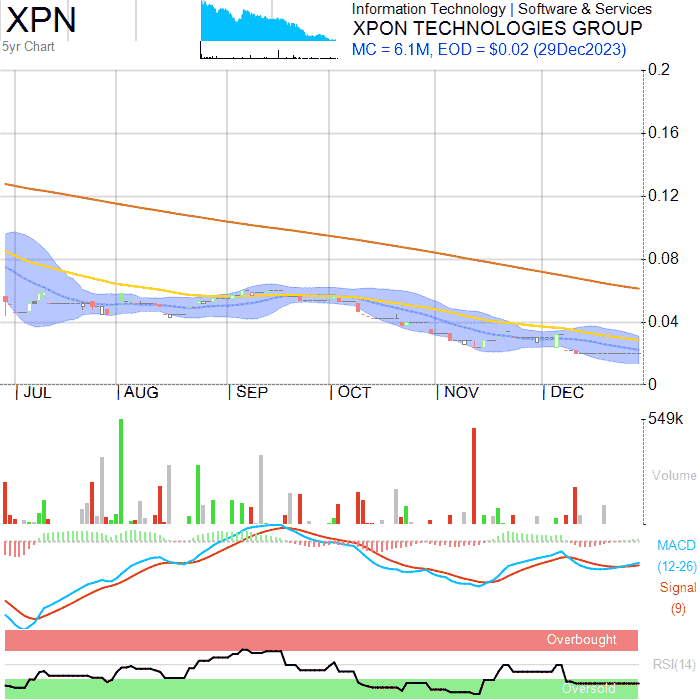 XPN
5yr Chart
Information Technology | Software & Services
XPON TECHNOLOGIES GROUP
MC = 6.1M, EOD = $0.02 (29Dec2023)
0.2
0.16
0.12
0.08
0.04
0
JUL AUG SEP OCT NOV DEC
549k
Volume
MACD
(12-26)
Signal
(9)
Overbought
RSI(14)
Oversold